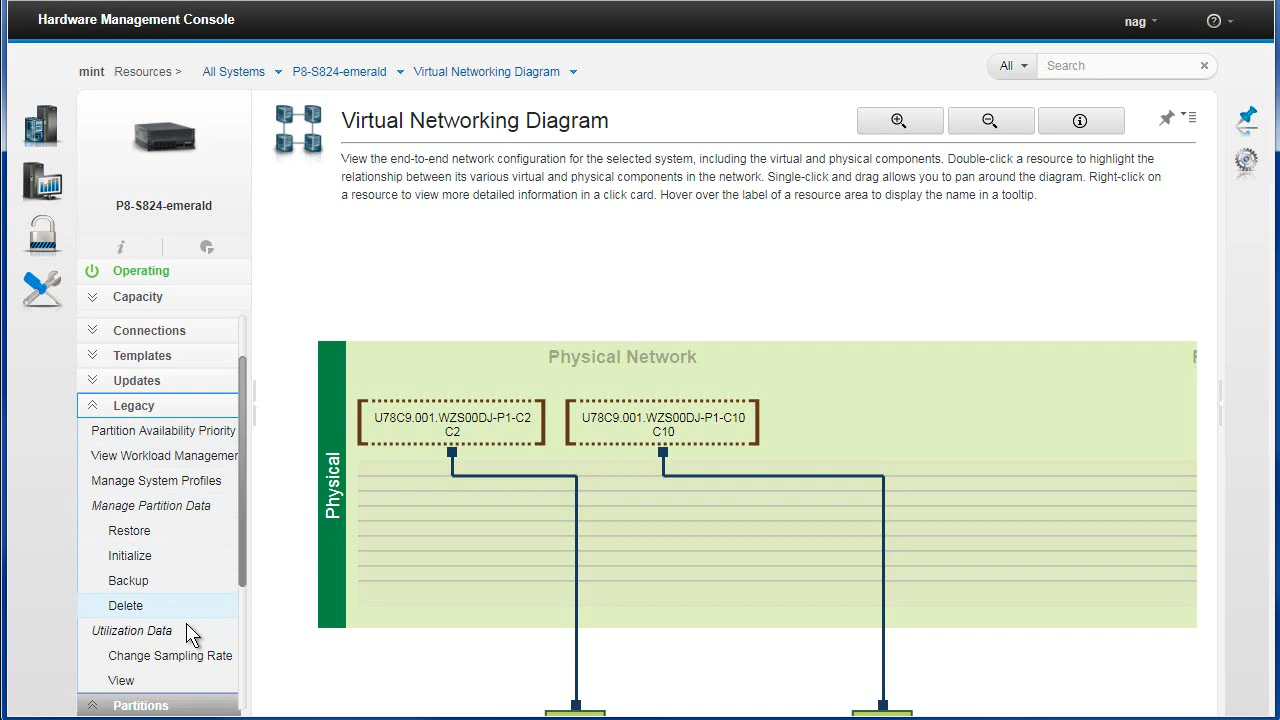 Hardware Management Console
nag
mint Resources > All Systems P8-S824-emerald Virtual Networking Diagram
All Search
P8-S824-emerald
Operating
Capacity
Connections
Templates
Updates
Legacy
Partition Availability Priority
View Workload Managemen
Manage System Profiles
Manage Partition Data
Restore
Initialize
Backup
Delete
Utilization Data
Change Sampling Rate
View
Partitions
Virtual Networking Diagram
View the end-to-end network configuration for the selected system, including the virtual and physical components. Double-click a resource to highlight the
relationship between its various virtual and physical components in the network. Single-click and drag allows you to pan around the diagram. Right-click on
a resource to view more detailed information in a click card. Hover over the label of a resource area to display the name in a tooltip.
Physical Network
Physical
U78C9.001.WZS00DJ-P1-C2
C2
U78C9.001.WZS00DJ-P1-C10
C10